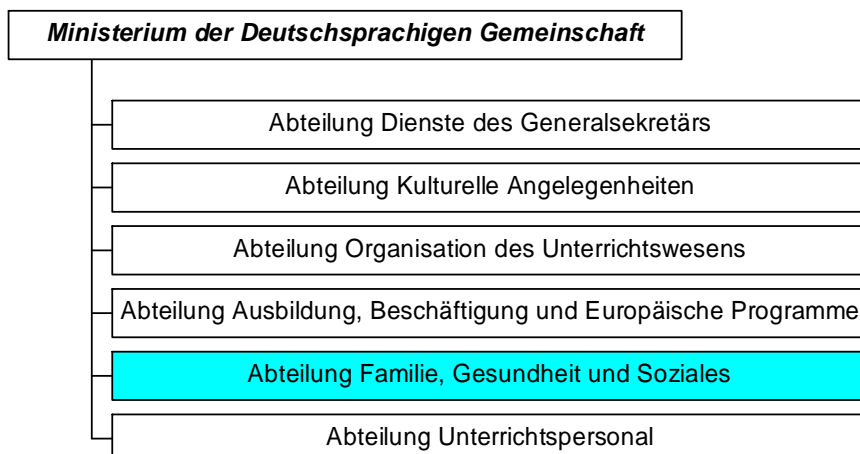 Ministerium der Deutschsprachigen Gemeinschaft
Abteilung Dienste des Generalsekretärs
Abteilung Kulturelle Angelegenheiten
Abteilung Organisation des Unterrichtswesens
Abteilung Ausbildung, Beschäftigung und Europäische Programme
Abteilung Familie, Gesundheit und Soziales
Abteilung Unterrichtspersonal